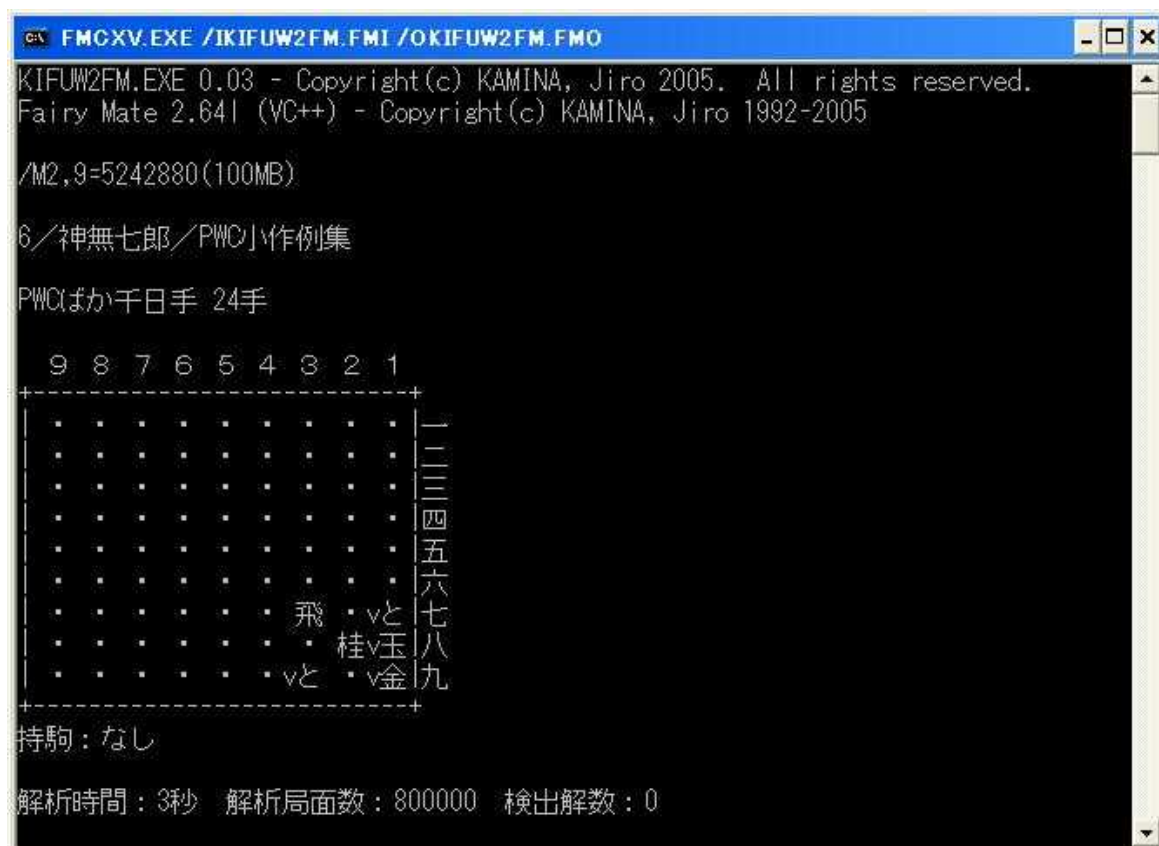 FMCXV.EXE /IKIFUW2FM.FMI /OKIFUW2FM.FMO
KIFUW2FM.EXE 0.03 - Copyright(c) KAMINA, Jiro 2005. All rights reserved.
Fairy Mate 2.64l (VC++) - Copyright(c) KAMINA, Jiro 1992-2005
/M2,9=5242880(100MB)
6／神無七郎／PWC小作例集
PWCばか千日手 24手
9 8 7 6 5 4 3 2 1
+---------------------------+
| ・ ・ ・ ・ ・ ・ ・ ・ ・|一
| ・ ・ ・ ・ ・ ・ ・ ・ ・|二
| ・ ・ ・ ・ ・ ・ ・ ・ ・|三
| ・ ・ ・ ・ ・ ・ ・ ・ ・|四
| ・ ・ ・ ・ ・ ・ ・ ・ ・|五
| ・ ・ ・ ・ ・ ・ ・ ・ ・|六
| ・ ・ ・ ・ ・ ・ 飛 ・vと|七
| ・ ・ ・ ・ ・ ・ ・ 桂v玉|八
| ・ ・ ・ ・ ・ ・vと ・v金|九
+---------------------------+
持駒：なし
解析時間：3秒 解析局面数：800000 検出解数：0